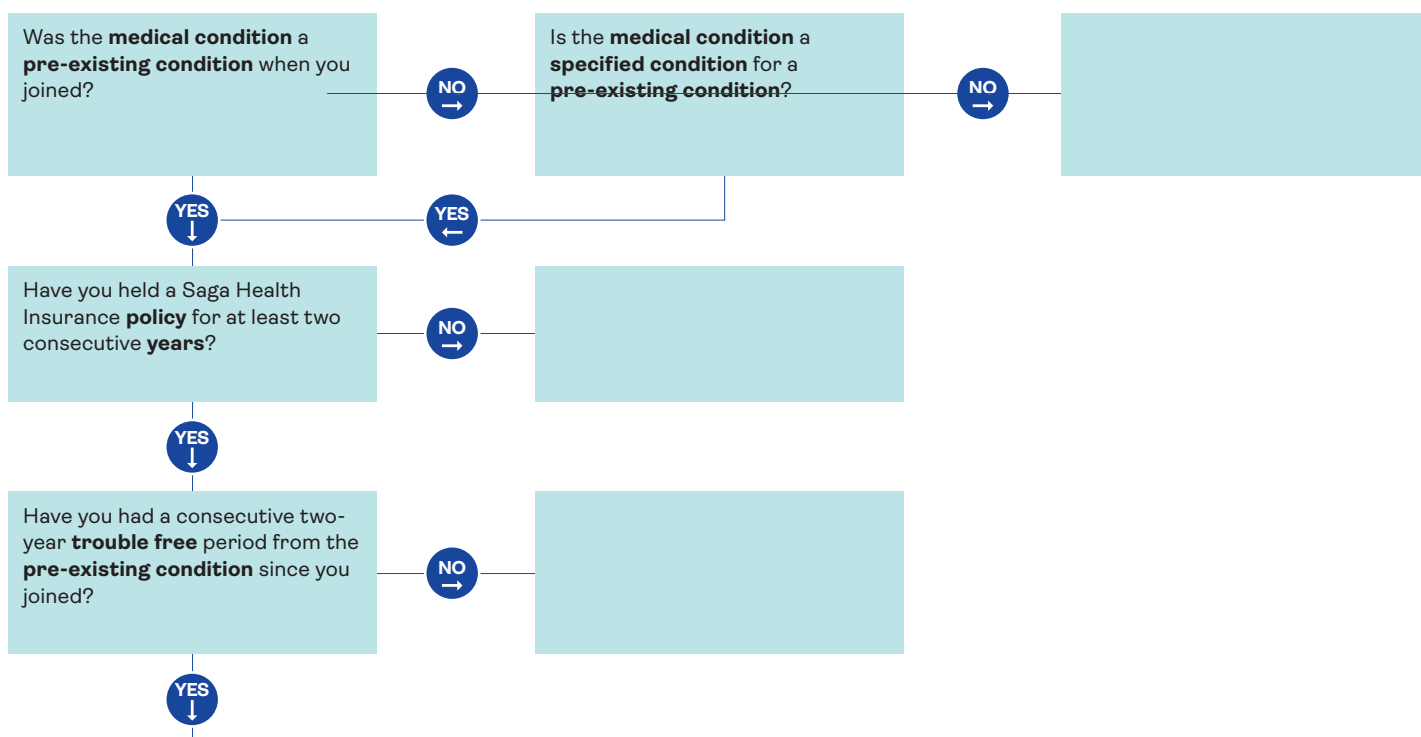 Was the medical condition a
pre-existing condition when you
joined?
NO
Is the medical condition a
specified condition for a
pre-existing condition?
NO
YES
YES
Have you held a Saga Health
Insurance policy for at least two
consecutive years?
NO
YES
Have you had a consecutive two-
year trouble free period from the
pre-existing condition since you
joined?
NO
YES